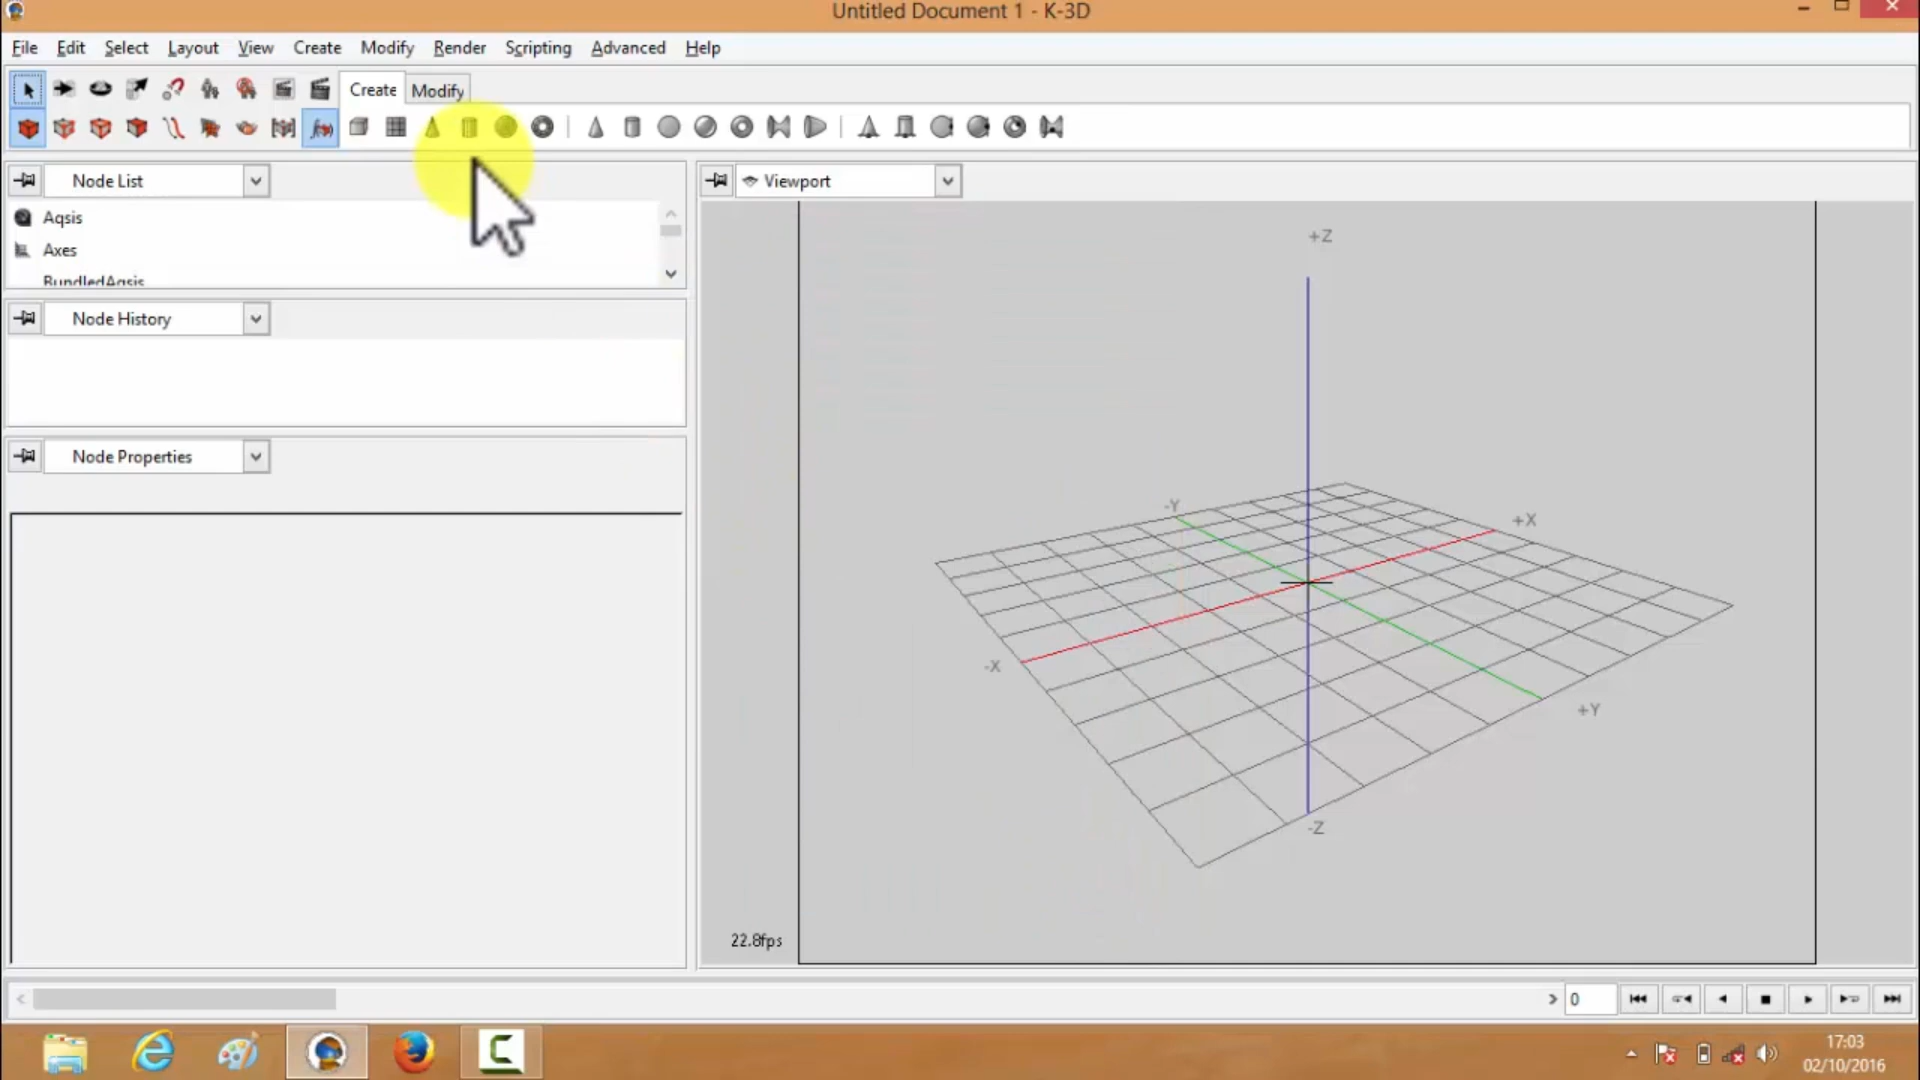 Untitled Document 1 - K-3D
File Edit Select Layout View Create Modify Render Scripting Advanced Help
Create Modify
Node List
Viewport
Aqsis
Axes
BundledAqsis
Node History
Node Properties
+Z
-Y
+X
-X
+Y
-Z
22.8fps
0
17:03
02/10/2016